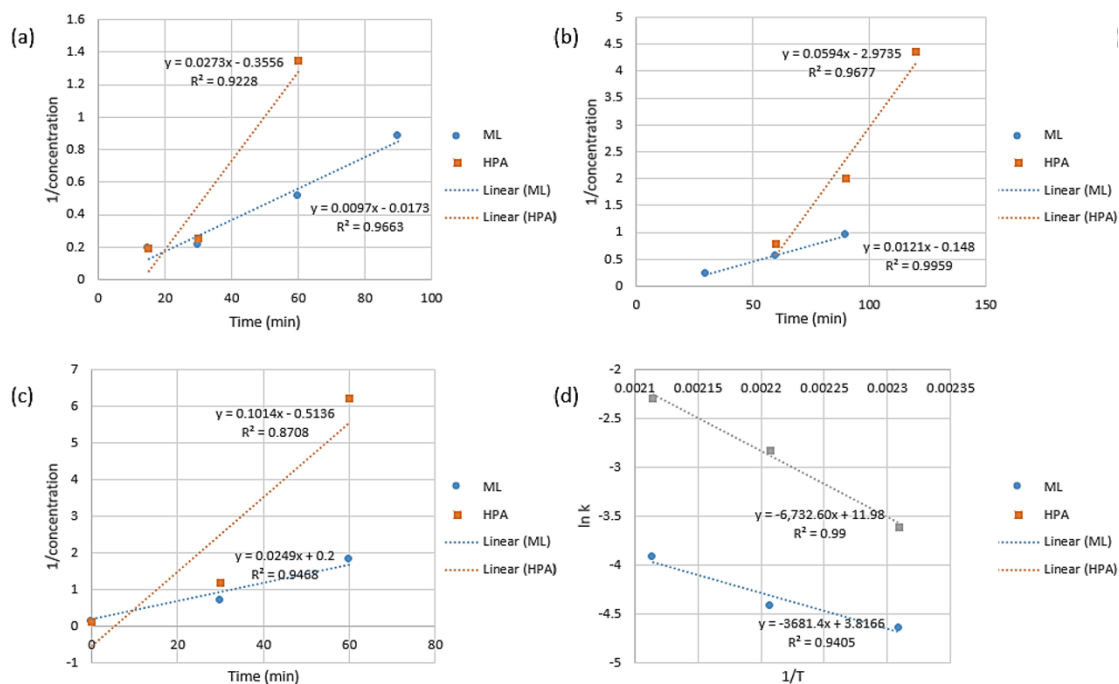 (a)
1.6
1.4
1.2
1
0.8
0.6
0.4
0.2
0
1/concentration
y = 0.0273x - 0.3556
R² = 0.9228
y = 0.0097x - 0.0173
R² = 0.9663
0 20 40 60 80 100
Time (min)
ML
HPA
Linear (ML)
Linear (HPA)
(b)
5
4.5
4
3.5
3
2.5
2
1.5
1
0.5
0
1/concentration
y = 0.0594x - 2.9735
R² = 0.9677
y = 0.0121x - 0.148
R² = 0.9959
0 50 100 150
Time (min)
ML
HPA
Linear (ML)
Linear (HPA)
(c)
7
6
5
4
3
2
1
0
-1
1/concentration
y = 0.1014x - 0.5136
R² = 0.8708
y = 0.0249x + 0.2
R² = 0.9468
0 20 40 60 80
Time (min)
ML
HPA
Linear (ML)
Linear (HPA)
(d)
-2
-2.5
-3
-3.5
-4
-4.5
-5
ln k
0.0021 0.00215 0.0022 0.00225 0.0023 0.00235
y = -6,732.60x + 11.98
R² = 0.99
y = -3681.4x + 3.8166
R² = 0.9405
1/T
ML
HPA
Linear (ML)
Linear (HPA)